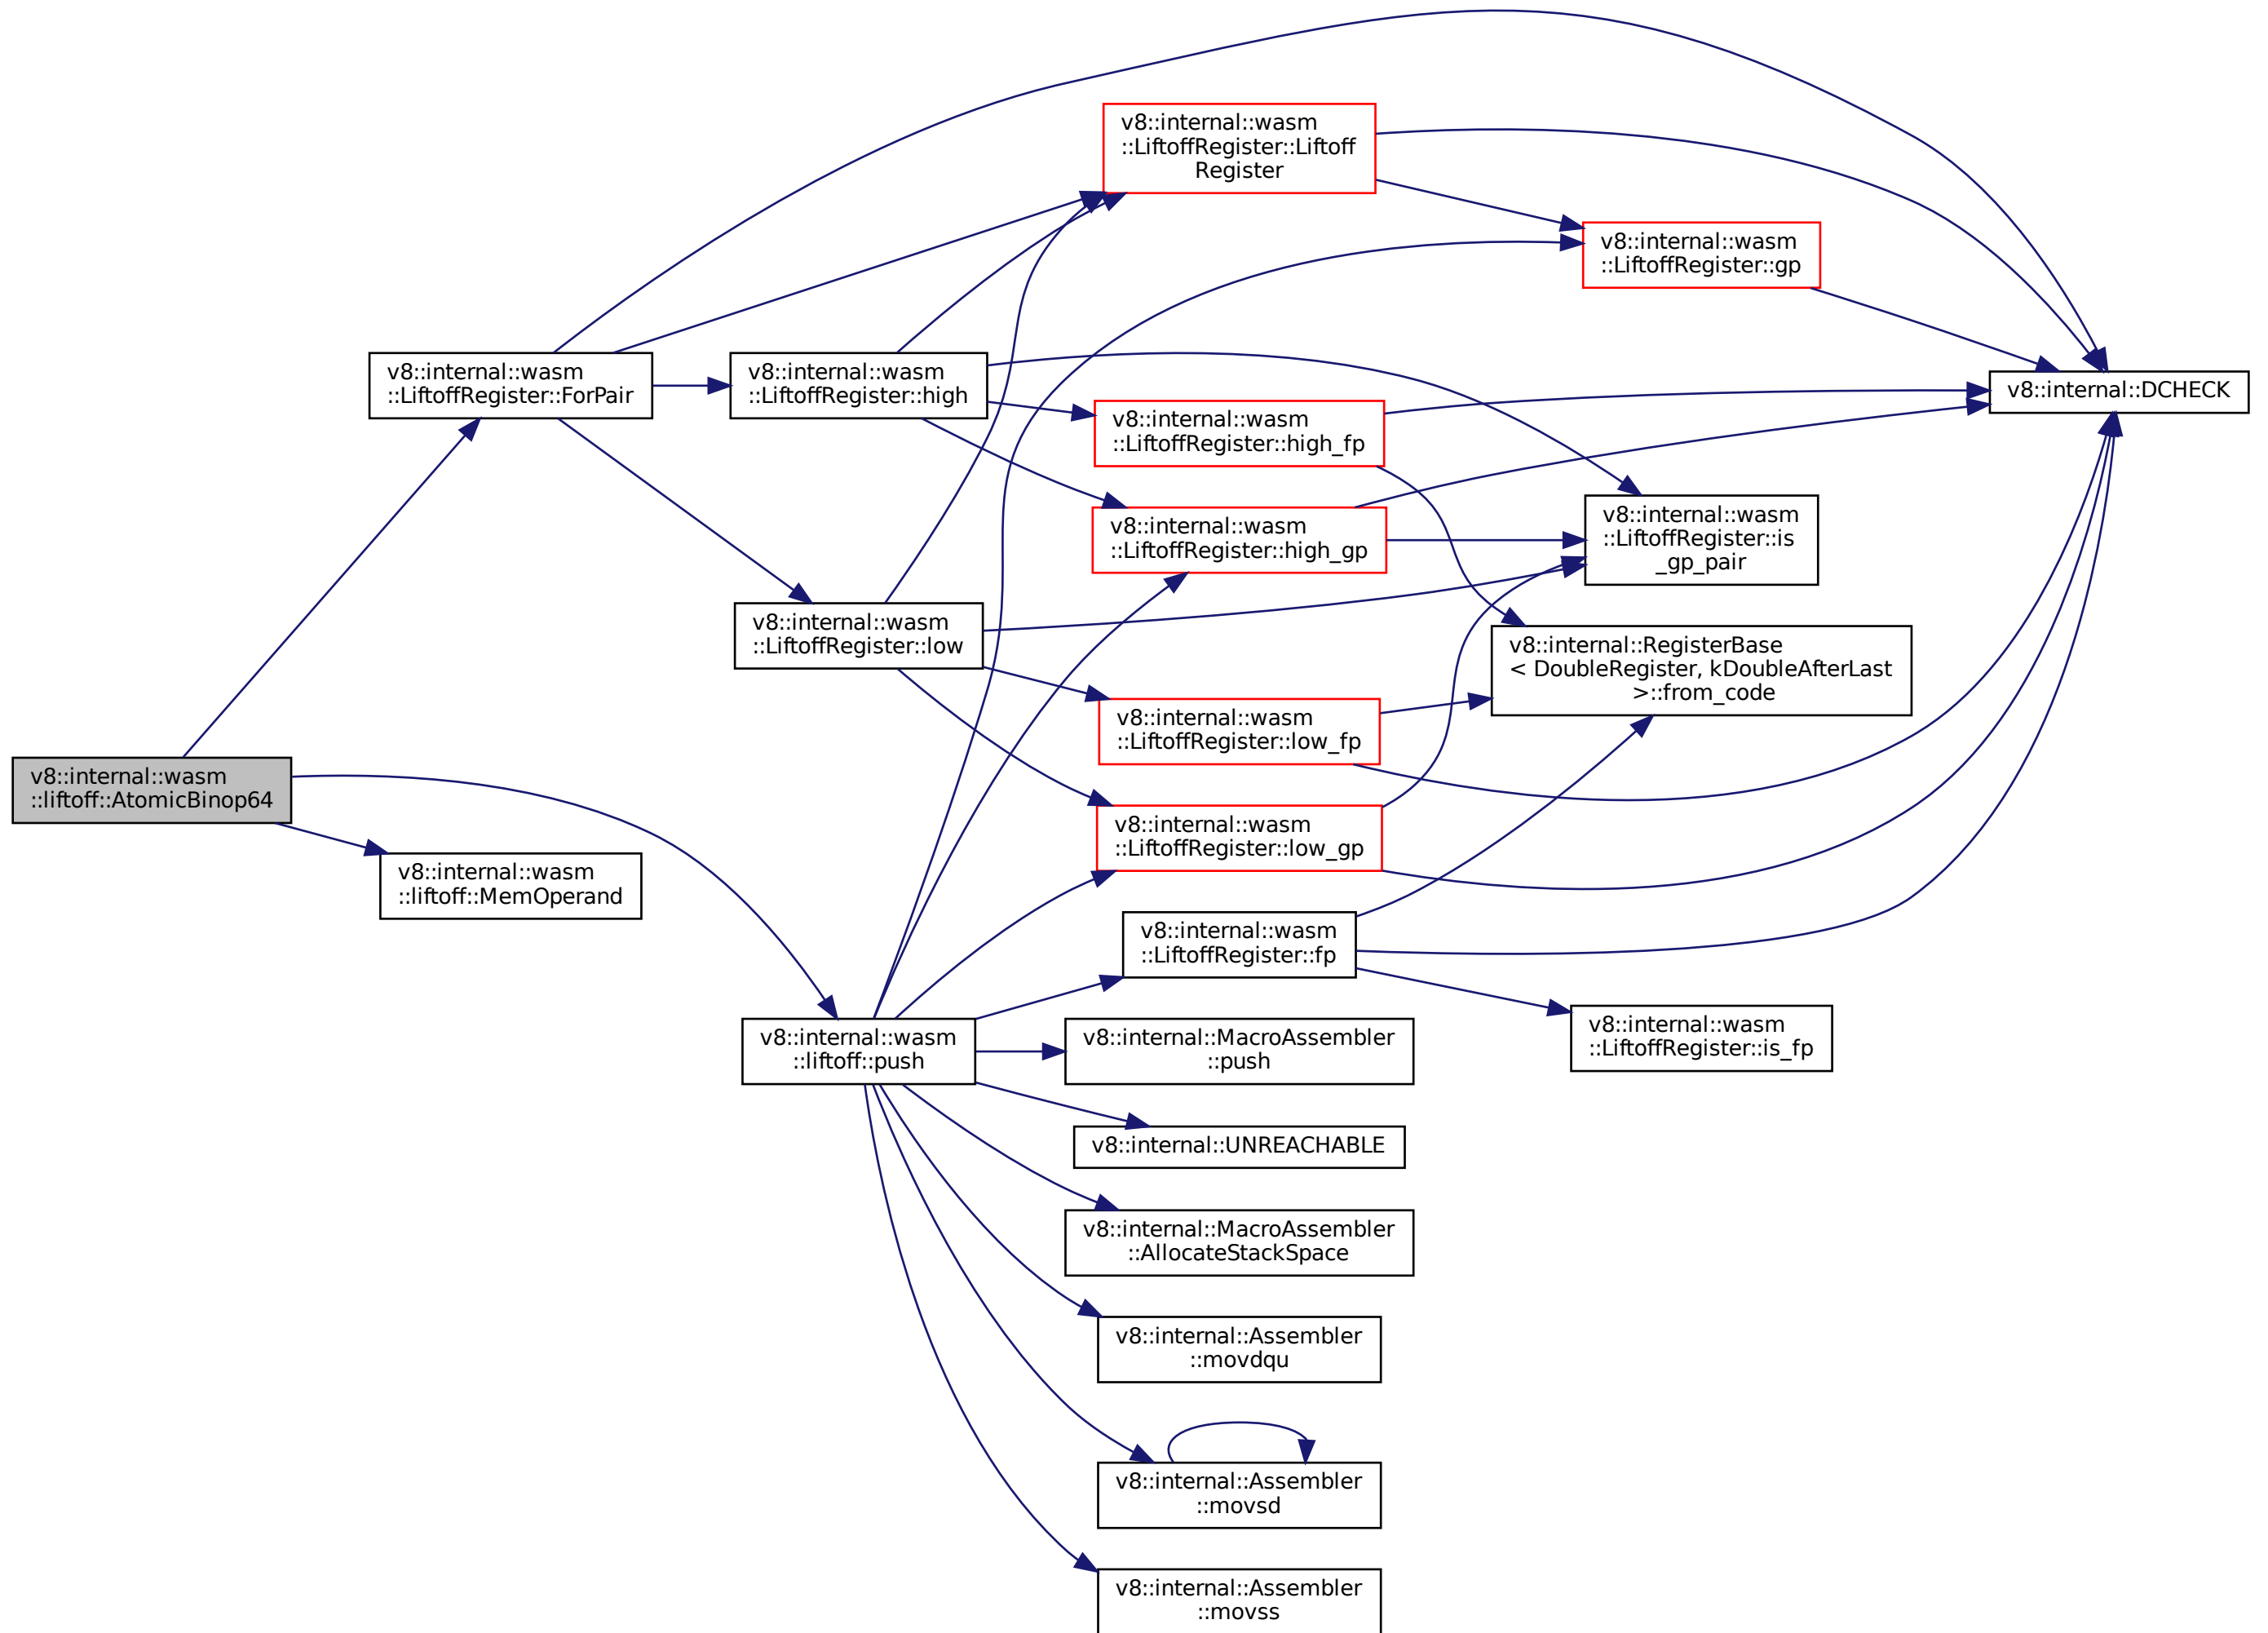 v8::internal::wasm
::liftoff::AtomicBinop64
v8::internal::wasm
::LiftoffRegister::ForPair
v8::internal::wasm
::liftoff::MemOperand
v8::internal::wasm
::LiftoffRegister::high
v8::internal::wasm
::LiftoffRegister::low
v8::internal::wasm
::liftoff::push
v8::internal::wasm
::LiftoffRegister::Liftoff
Register
v8::internal::wasm
::LiftoffRegister::high_fp
v8::internal::wasm
::LiftoffRegister::high_gp
v8::internal::wasm
::LiftoffRegister::low_fp
v8::internal::wasm
::LiftoffRegister::low_gp
v8::internal::wasm
::LiftoffRegister::fp
v8::internal::MacroAssembler
::push
v8::internal::UNREACHABLE
v8::internal::MacroAssembler
::AllocateStackSpace
v8::internal::Assembler
::movdqu
v8::internal::Assembler
::movsd
v8::internal::Assembler
::movss
v8::internal::wasm
::LiftoffRegister::gp
v8::internal::wasm
::LiftoffRegister::is
_gp_pair
v8::internal::RegisterBase
< DoubleRegister, kDoubleAfterLast
>::from_code
v8::internal::wasm
::LiftoffRegister::is_fp
v8::internal::DCHECK